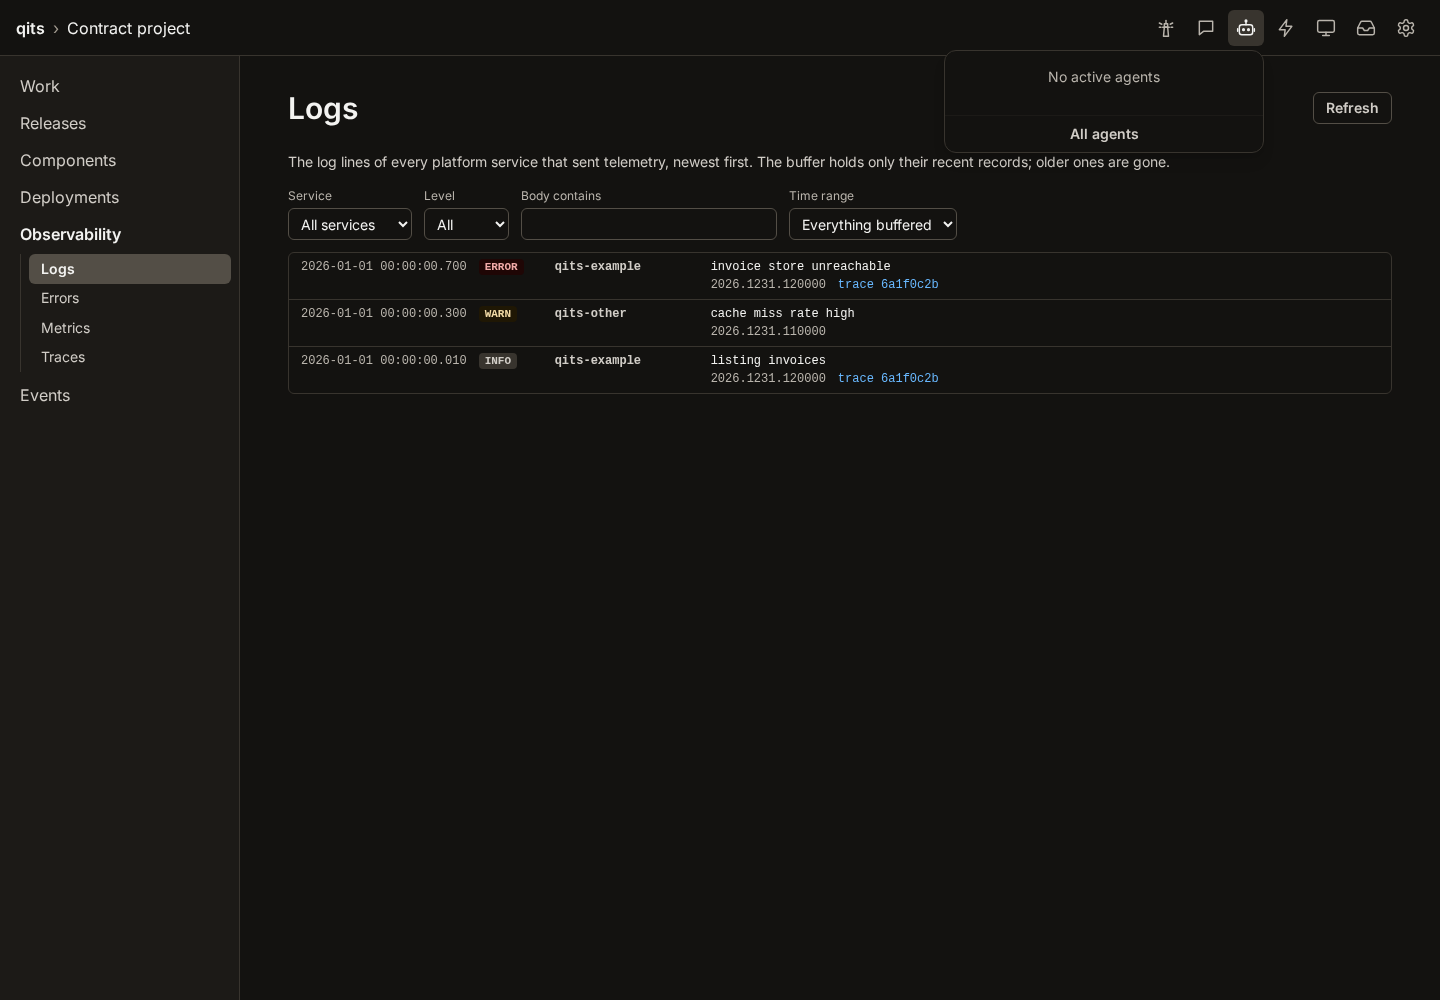 qits › Contract project
No active agents
All agents
Work
Releases
Components
Deployments
Observability
Logs
Errors
Metrics
Traces
Events
Logs
Refresh
The log lines of every platform service that sent telemetry, newest first. The buffer holds only their recent records; older ones are gone.
Service Level Body contains Time range
All services All Everything buffered
2026-01-01 00:00:00.700 ERROR qits-example invoice store unreachable
2026.1231.120000 trace 6a1f0c2b
2026-01-01 00:00:00.300 WARN qits-other cache miss rate high
2026.1231.110000
2026-01-01 00:00:00.010 INFO qits-example listing invoices
2026.1231.120000 trace 6a1f0c2b